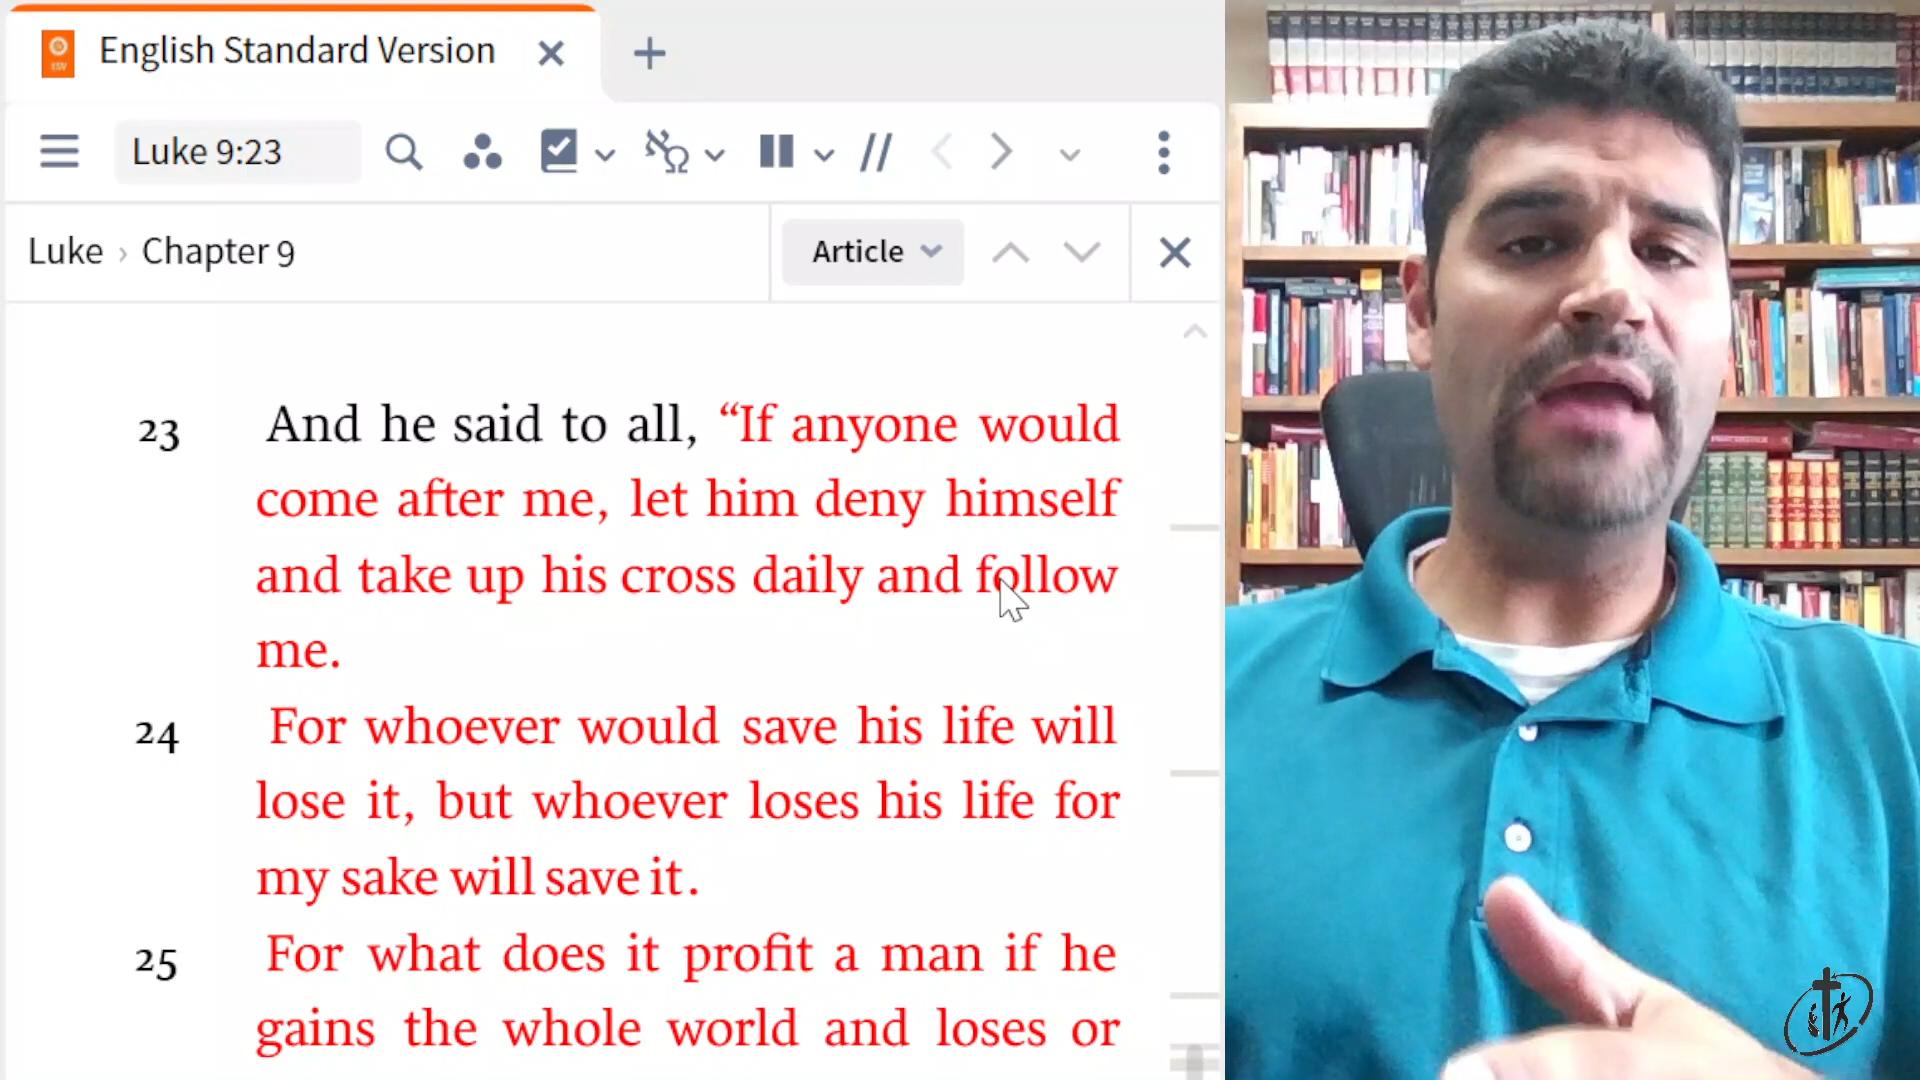 English Standard Version
Luke 9:23
Luke › Chapter 9
Article
23 And he said to all, “If anyone would
come after me, let him deny himself
and take up his cross daily and follow
me.
24 For whoever would save his life will
lose it, but whoever loses his life for
my sake will save it.
25 For what does it profit a man if he
gains the whole world and loses or